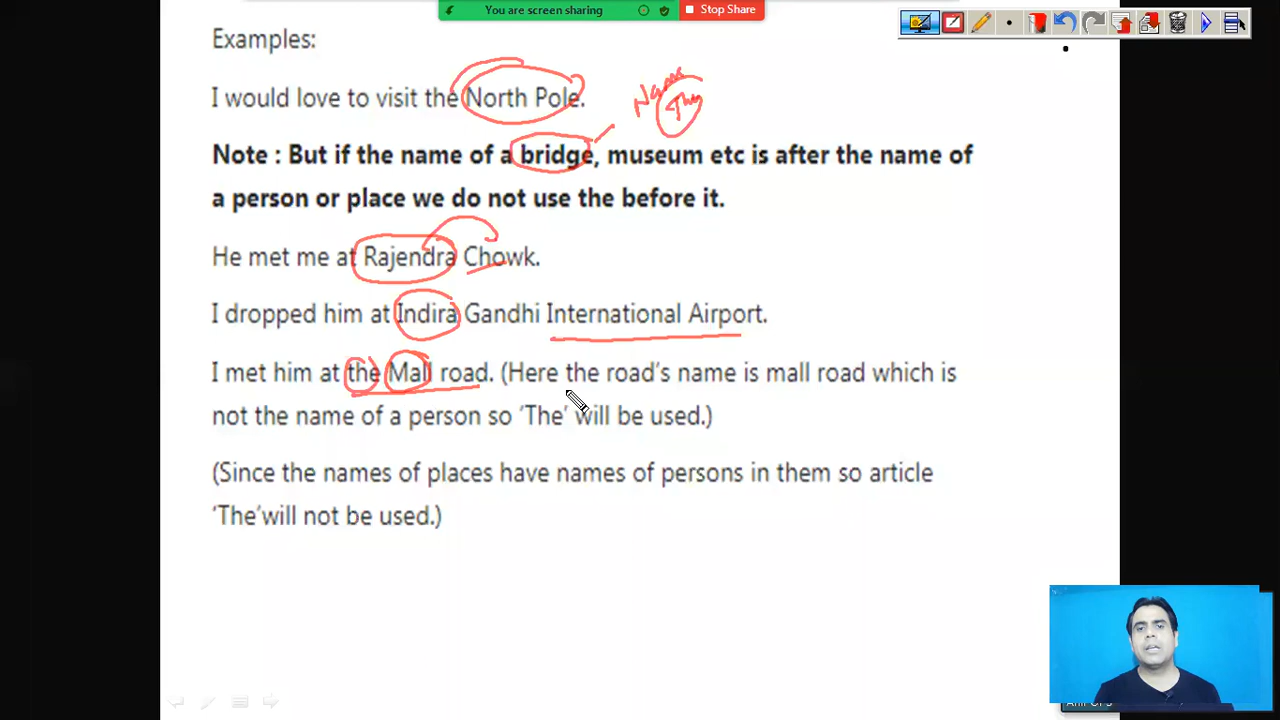 You are screen sharing
Stop Share
Examples:
I would love to visit the North Pole.
Name
Note : But if the name of a bridge, museum etc is after the name of
a person or place we do not use the before it.
He met me at Rajendra Chowk.
I dropped him at Indira Gandhi International Airport.
I met him at the Mall road. (Here the road's name is mall road which is
not the name of a person so ‘The’ will be used.)
(Since the names of places have names of persons in them so article
‘The’will not be used.)